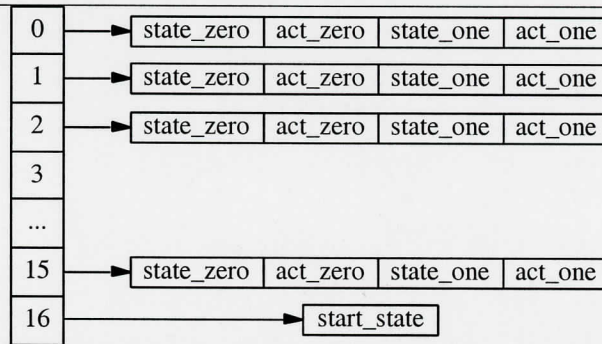 0 state_zero act_zero state_one act_one
1 state_zero act_zero state_one act_one
2 state_zero act_zero state_one act_one
3
...
15 state_zero act_zero state_one act_one
16 start_state